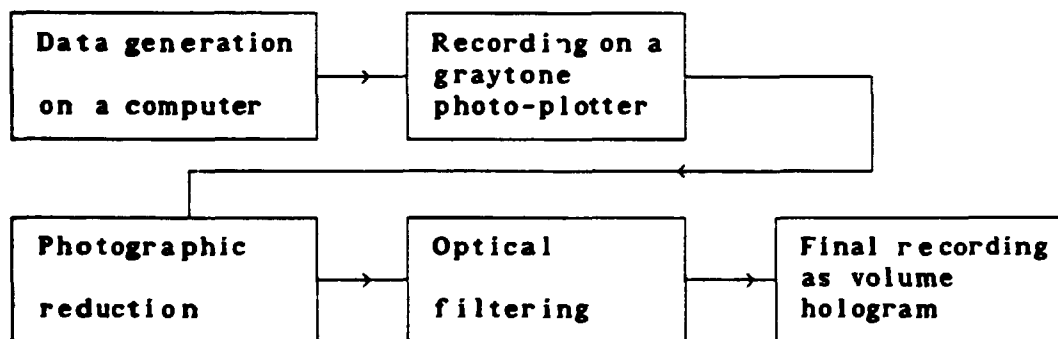 Data generation
on a computer
Recording on a
graytone
photo-plotter
Photographic
reduction
Optical
filtering
Final recording
as volume
hologram